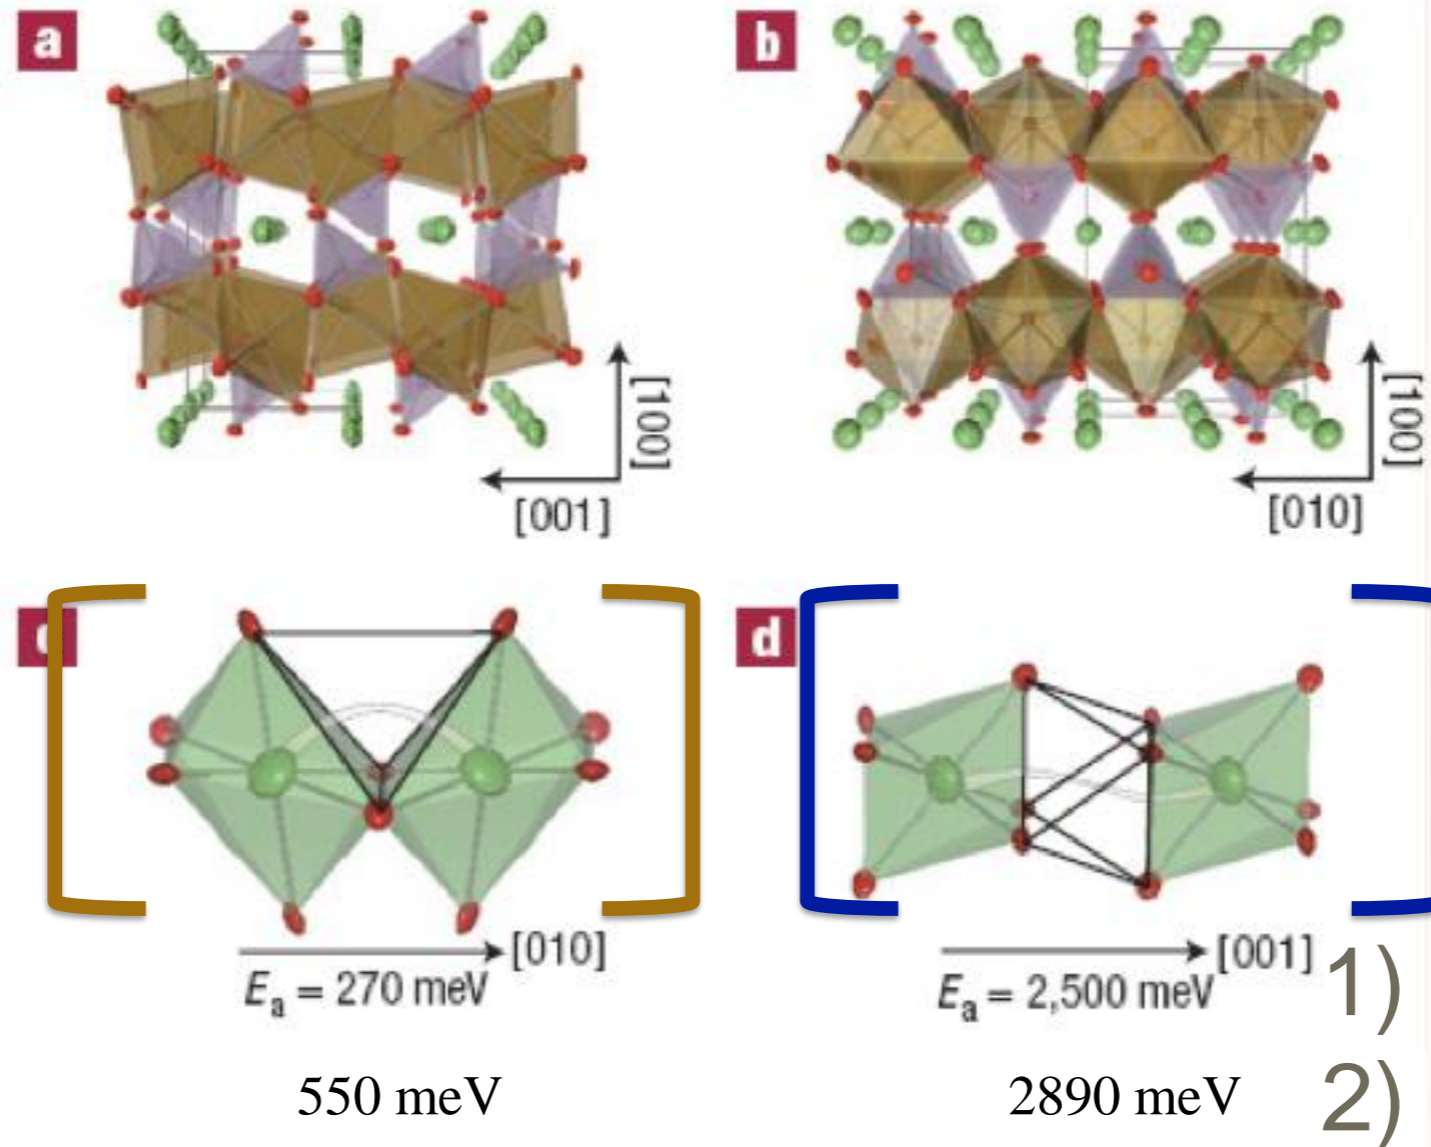 a
b
[100]
[001]
[100]
[010]
d
[010]
Eₐ = 270 meV
[001]
Eₐ = 2,500 meV
1)
550 meV
2890 meV
2)